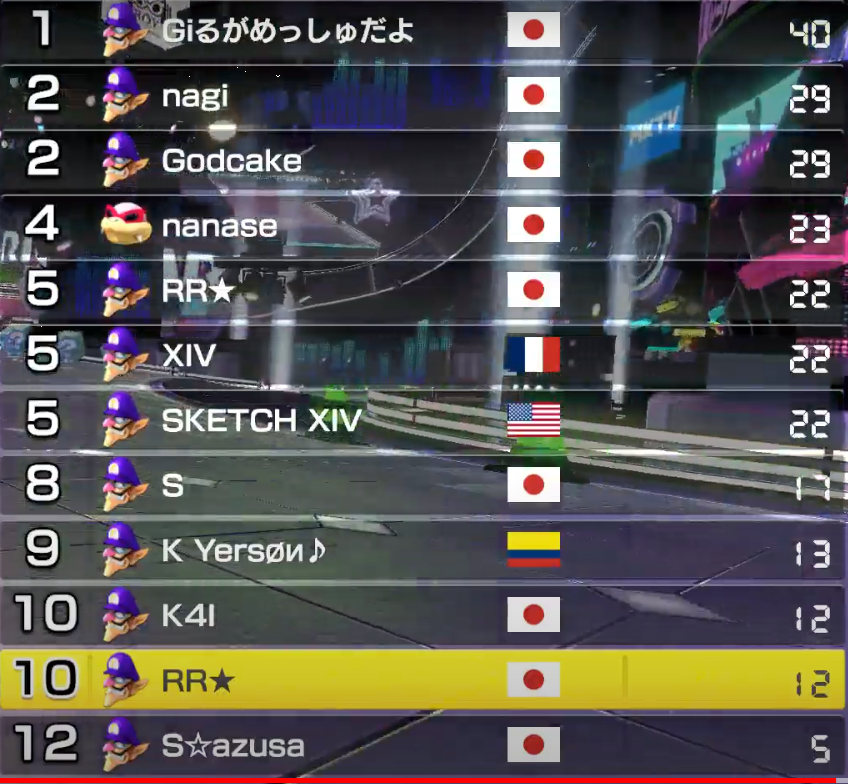 1 Giるがめっしゅだよ 40
2 nagi 29
2 Godcake 29
4 nanase 23
5 RR★ 22
5 XIV 22
5 SKETCH XIV 22
8 S 17
9 K Yersøи♪ 13
10 K4I 12
10 RR★ 12
12 S☆azusa 5
MKTV